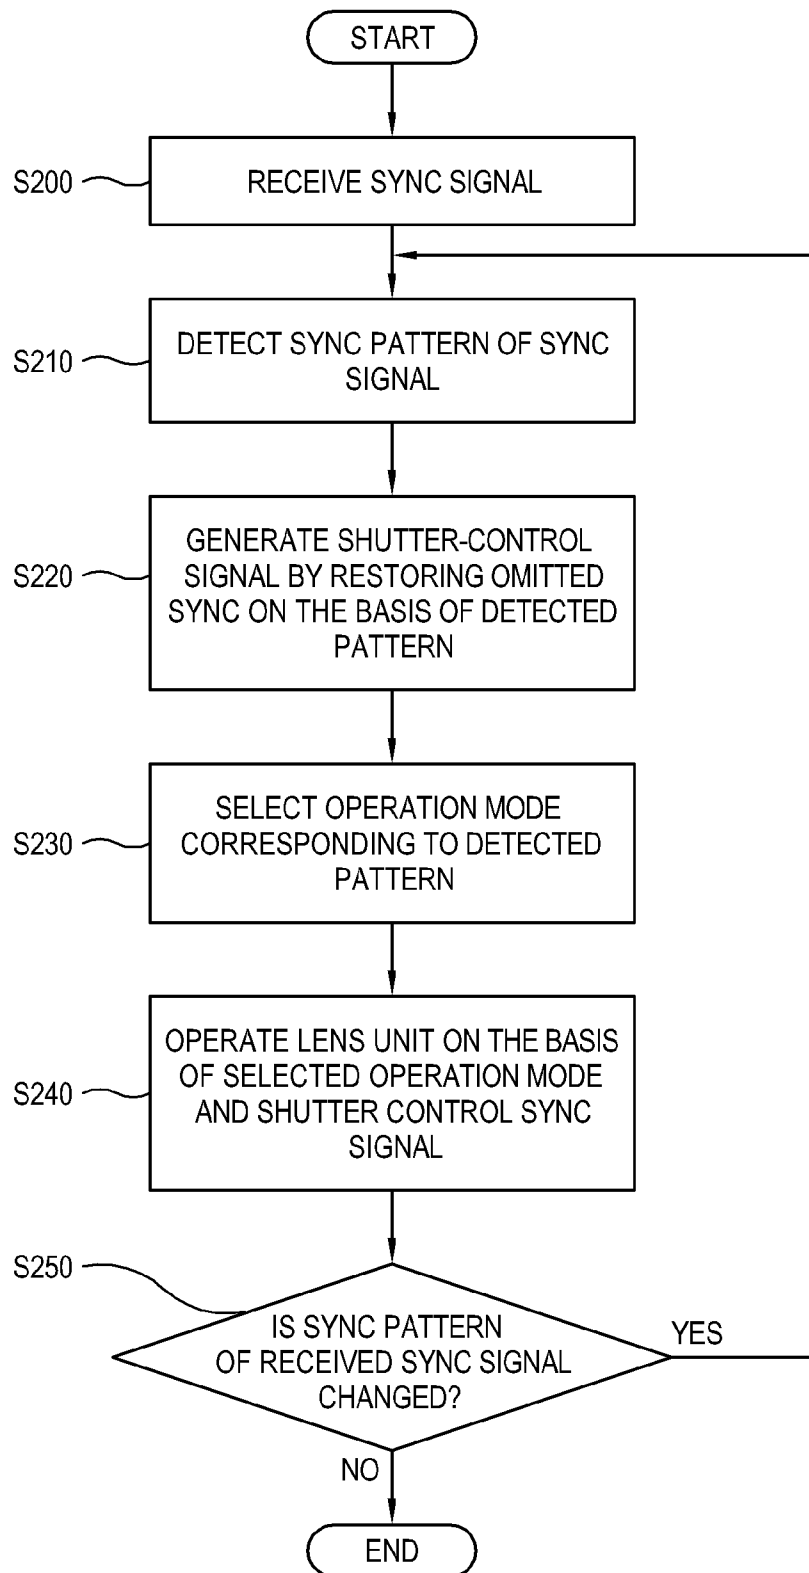 START
S200
RECEIVE SYNC SIGNAL
S210
DETECT SYNC PATTERN OF SYNC
SIGNAL
S220
GENERATE SHUTTER-CONTROL
SIGNAL BY RESTORING OMITTED
SYNC ON THE BASIS OF DETECTED
PATTERN
S230
SELECT OPERATION MODE
CORRESPONDING TO DETECTED
PATTERN
S240
OPERATE LENS UNIT ON THE BASIS
OF SELECTED OPERATION MODE
AND SHUTTER CONTROL SYNC
SIGNAL
S250
IS SYNC PATTERN
OF RECEIVED SYNC SIGNAL
CHANGED?
YES
NO
END